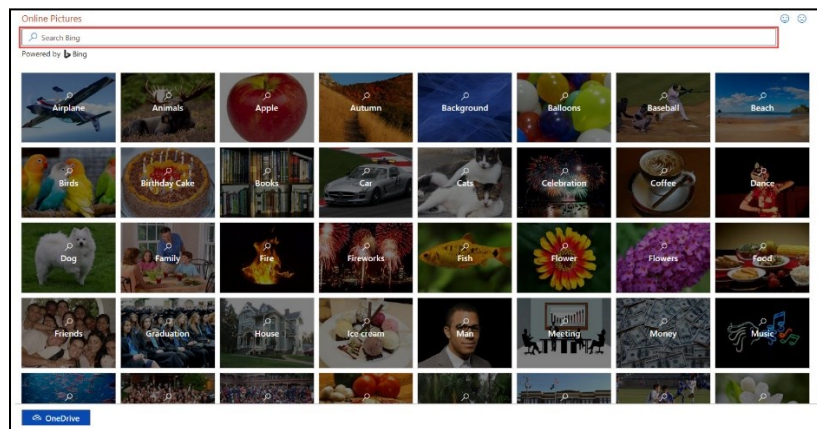 Online Pictures
Search Bing
Powered by Bing
Airplane Animals Apple Autumn Background Balloons Baseball Beach
Birds Birthday Cake Books Car Cats Celebration Coffee Dance
Dog Family Fire Fireworks Fish Flower Flowers Food
Friends Graduation House Ice cream Man Meeting Money Music
OneDrive